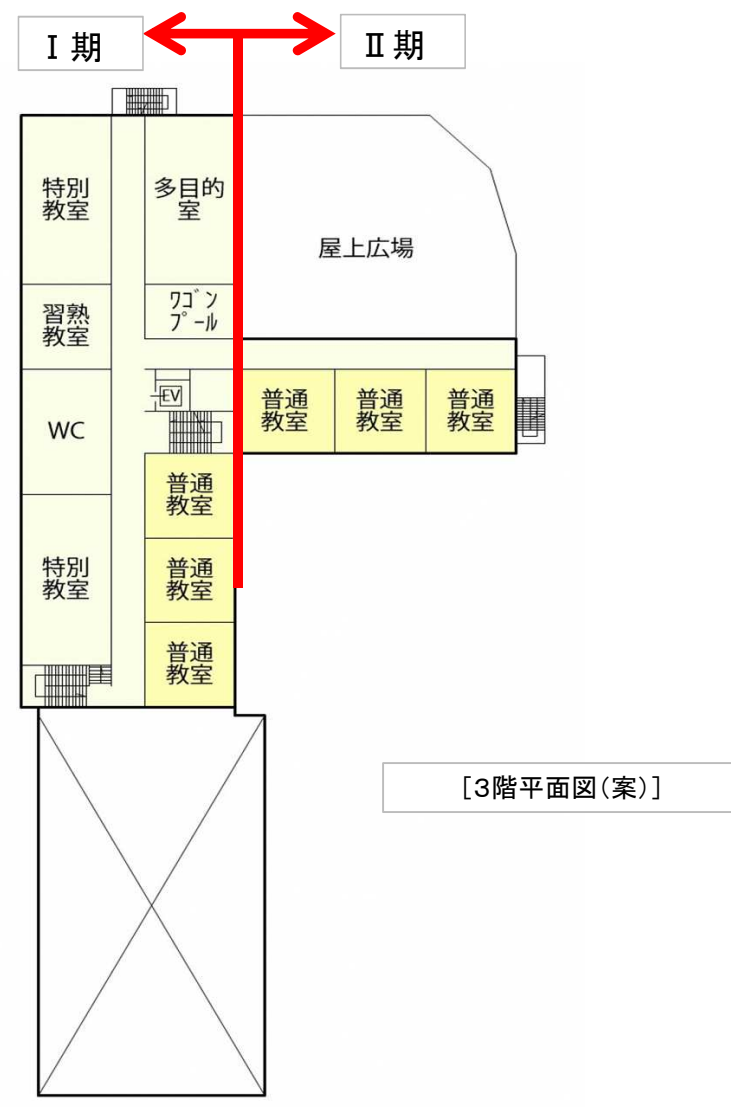 Ⅰ期
Ⅱ期
特別
教室
多目的
室
屋上広場
習熟
教室
ﾜｺﾞﾝ
ﾌﾟｰﾙ
WC
EV
普通
教室
普通
教室
普通
教室
普通
教室
特別
教室
普通
教室
普通
教室
[3階平面図(案)]